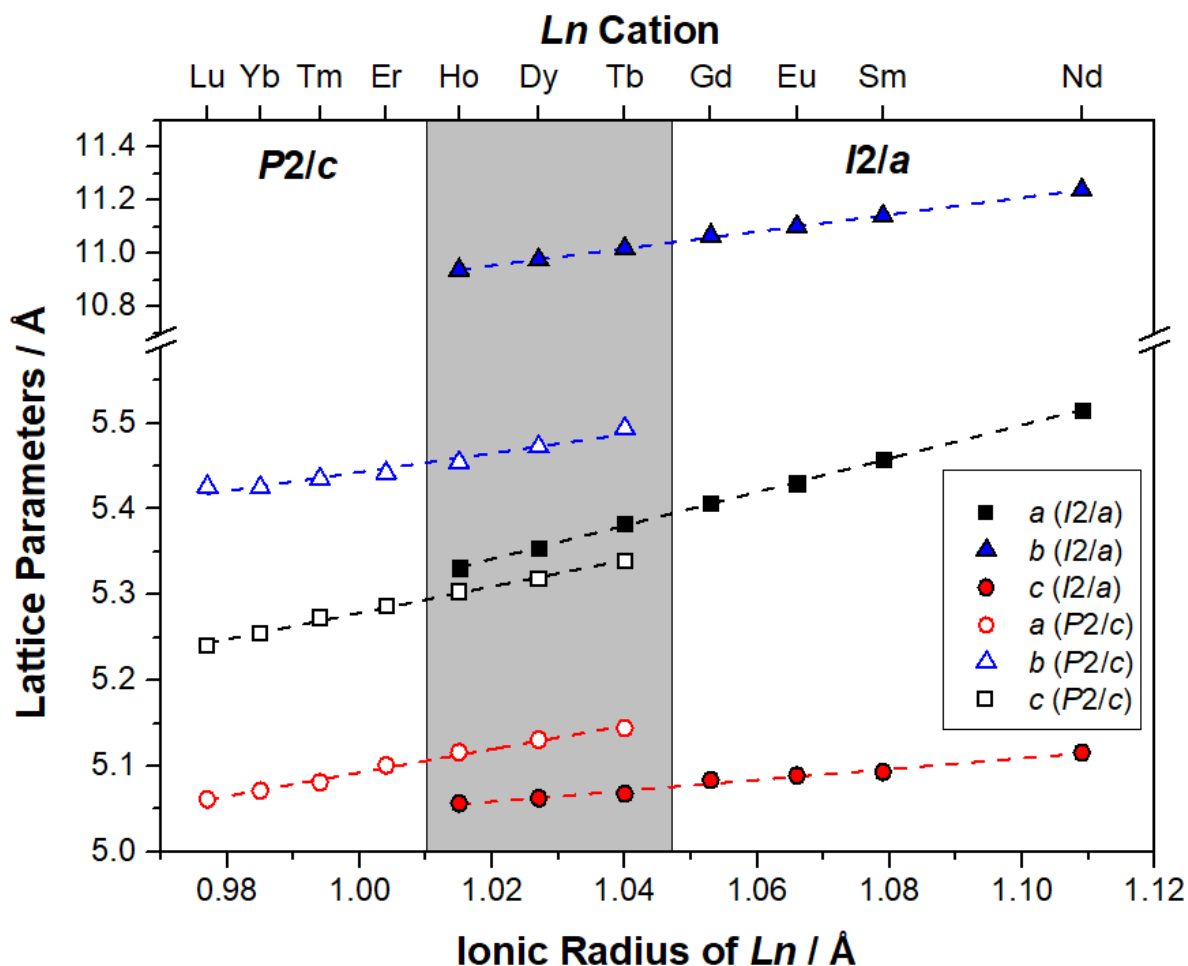 Ln Cation
Lu Yb Tm Er Ho Dy Tb Gd Eu Sm Nd
P2/c
I2/a
11.4
11.2
11.0
10.8
5.5
5.4
5.3
5.2
5.1
5.0
Lattice Parameters / Å
a (I2/a)
b (I2/a)
c (I2/a)
a (P2/c)
b (P2/c)
c (P2/c)
0.98 1.00 1.02 1.04 1.06 1.08 1.10 1.12
Ionic Radius of Ln / Å